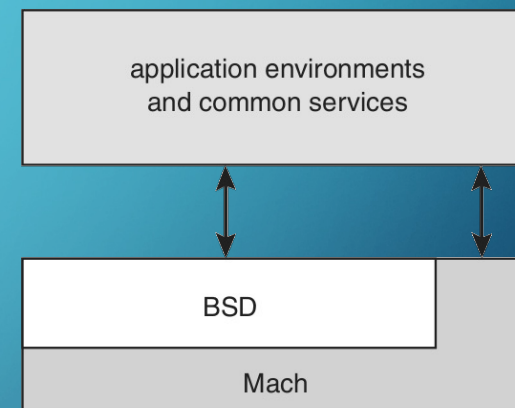 application environments
and common services
BSD
Mach